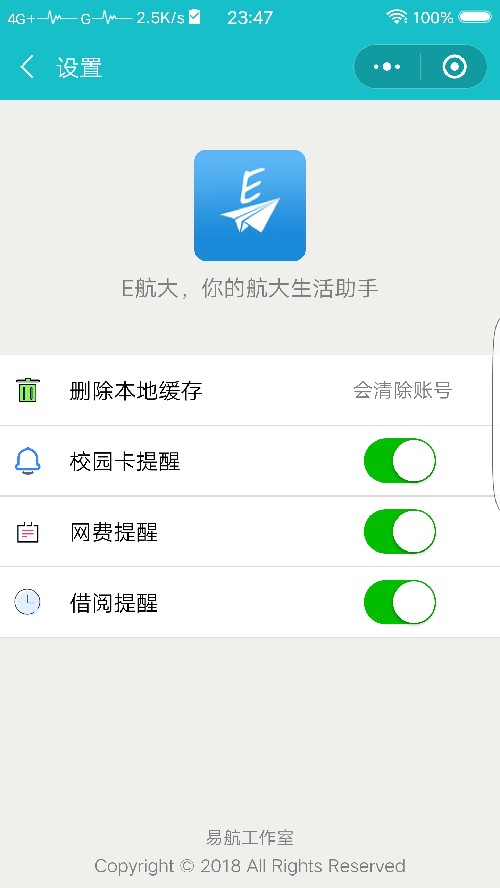 4G+ G 2.5K/s 23:47 100%
设置
E
E航大，你的航大生活助手
删除本地缓存 会清除账号
校园卡提醒
网费提醒
借阅提醒
易航工作室
Copyright © 2018 All Rights Reserved